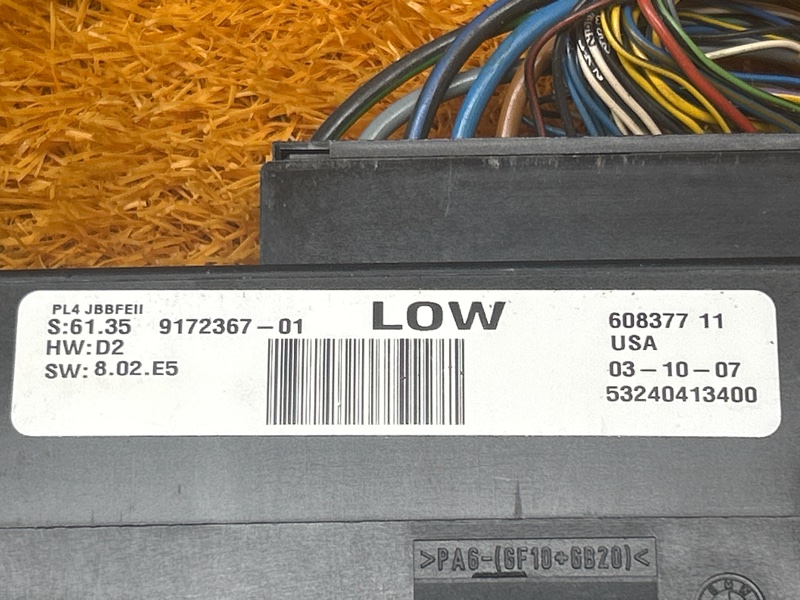 PL4 JBBFEII
S:61.35 9172367-01
HW:D2
SW: 8.02.E5
LOW
608377 11
USA
03-10-07
53240413400
>PA6-(GF10+GB20)<